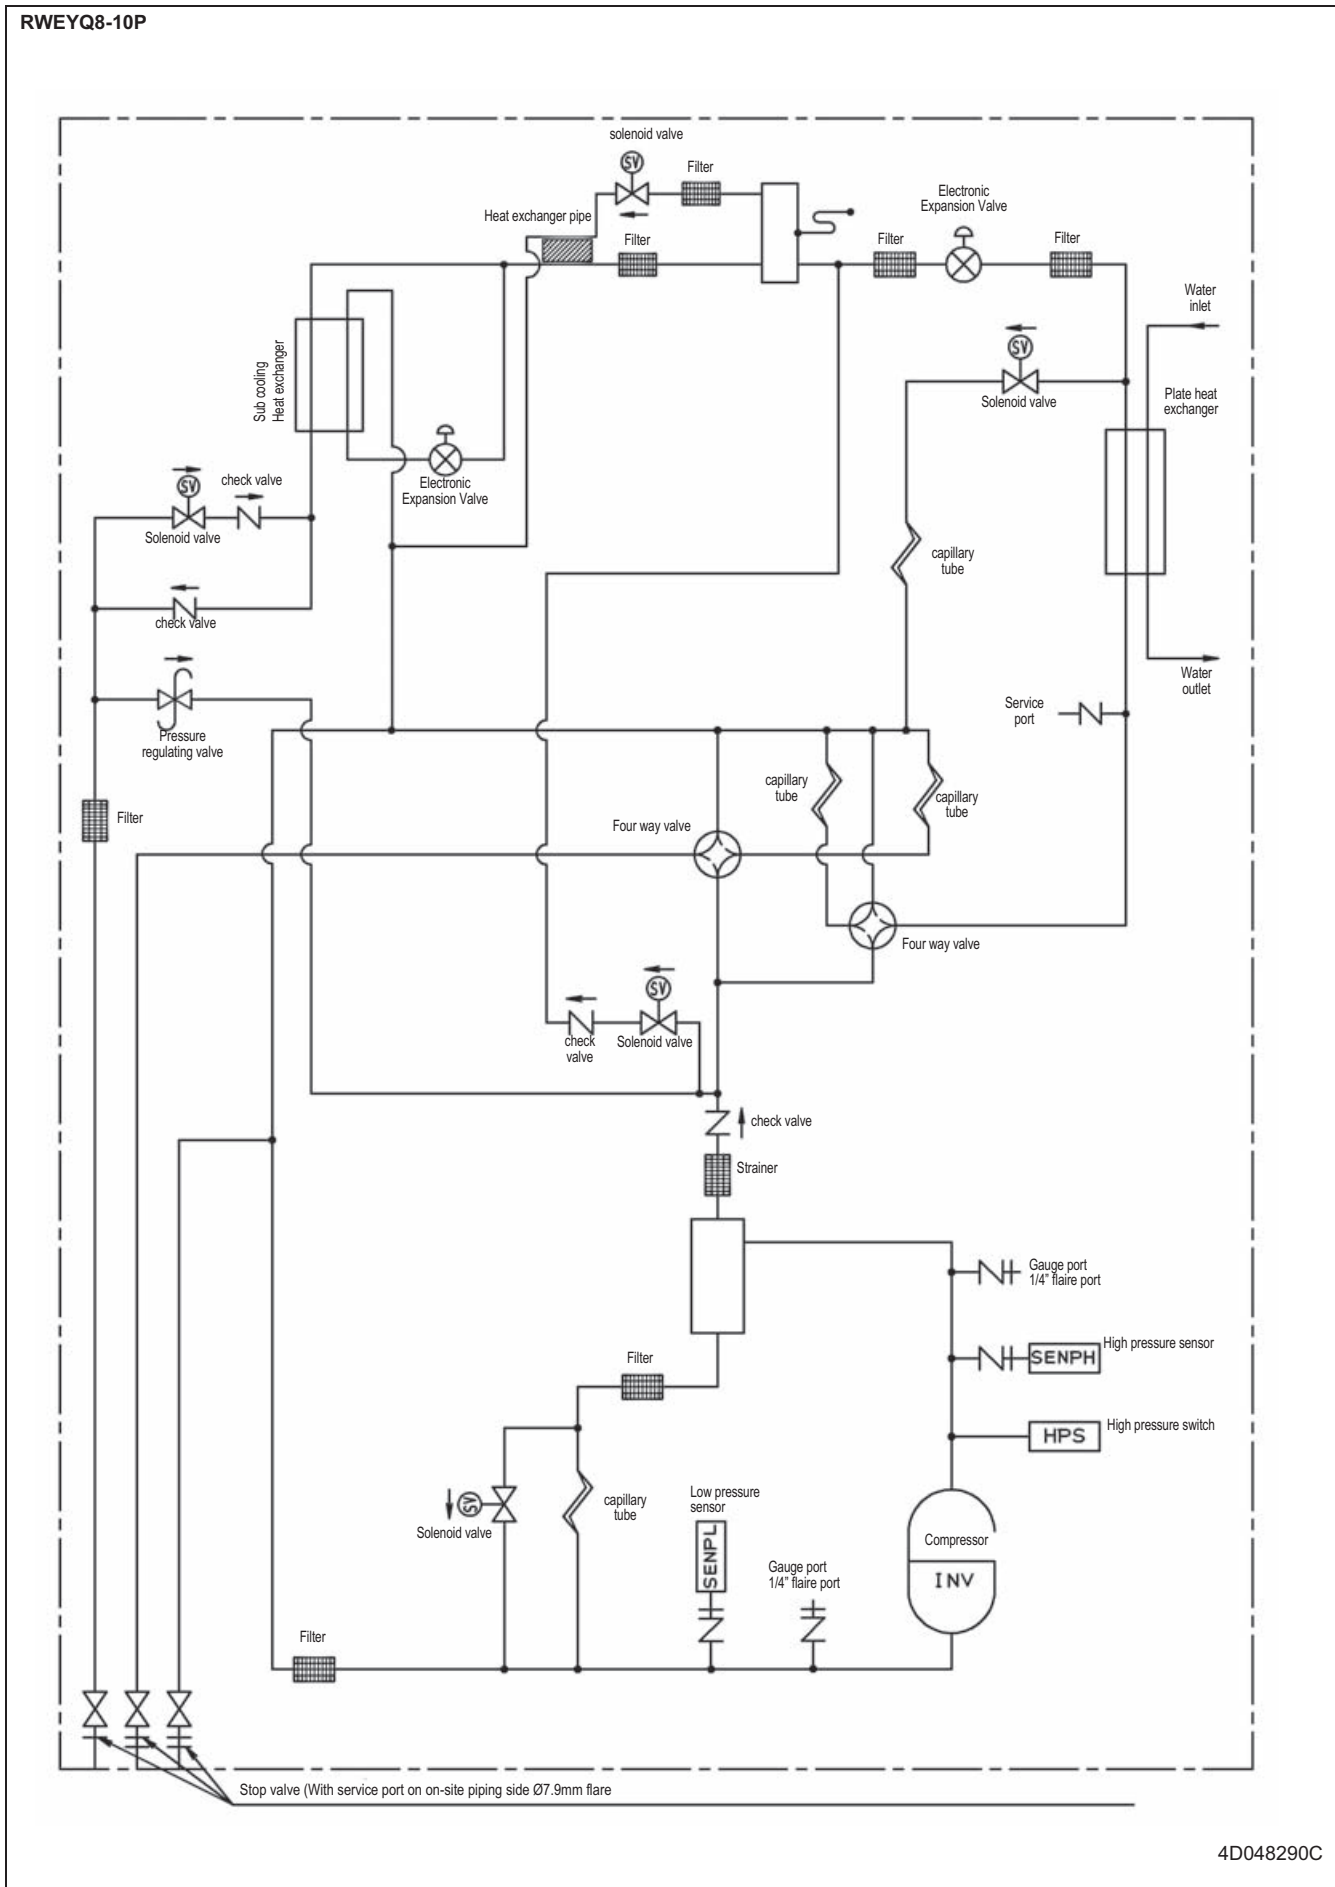 RWEYQ8-10P
solenoid valve
SV
Filter
Electronic
Expansion Valve
Heat exchanger pipe
Filter
Filter
Filter
Water
inlet
SV
Solenoid valve
Plate heat
exchanger
Sub cooling
Heat exchanger
Electronic
Expansion Valve
SV
check valve
Solenoid valve
capillary
tube
check valve
Water
outlet
Service
port
Pressure
regulating valve
capillary
tube
capillary
tube
Filter
Four way valve
Four way valve
SV
check
valve
Solenoid valve
check valve
Strainer
Gauge port
1/4" flaire port
High pressure sensor
SENPH
Filter
High pressure switch
HPS
SV
Solenoid valve
capillary
tube
Low pressure
sensor
SENPL
Gauge port
1/4" flaire port
Compressor
INV
Filter
Stop valve (With service port on on-site piping side Ø7.9mm flare
4D048290C